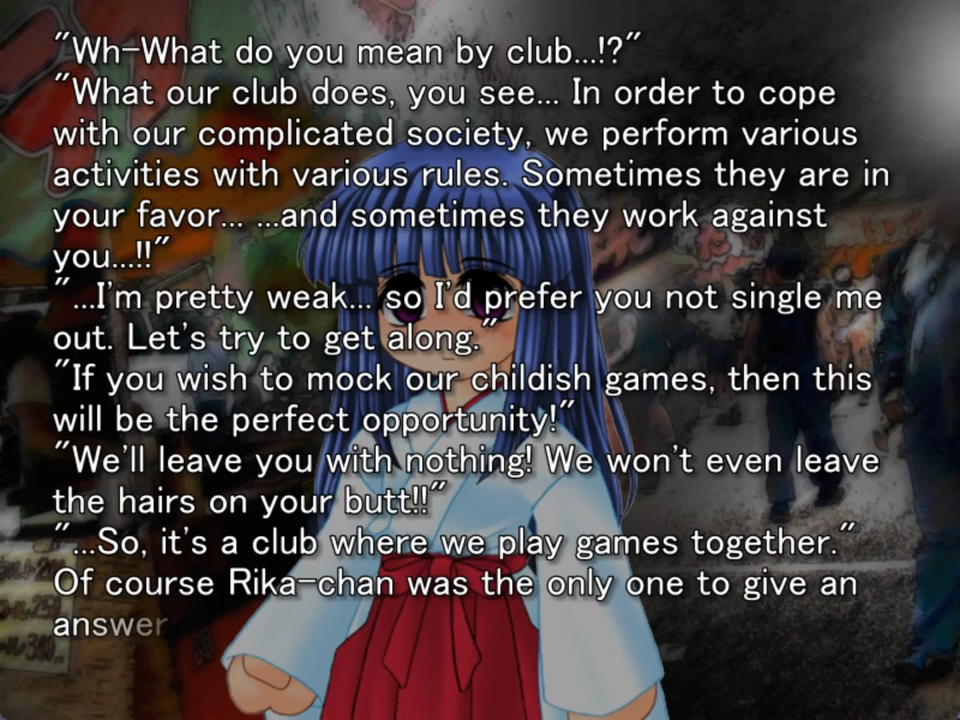 "Wh-What do you mean by club...!?"
"What our club does, you see... In order to cope
with our complicated society, we perform various
activities with various rules. Sometimes they are in
your favor... ...and sometimes they work against
you...!!"
"...I'm pretty weak... so I'd prefer you not single me
out. Let's try to get along."
"If you wish to mock our childish games, then this
will be the perfect opportunity!"
"We'll leave you with nothing! We won't even leave
the hairs on your butt!!"
"...So, it's a club where we play games together."
Of course Rika-chan was the only one to give an
answer